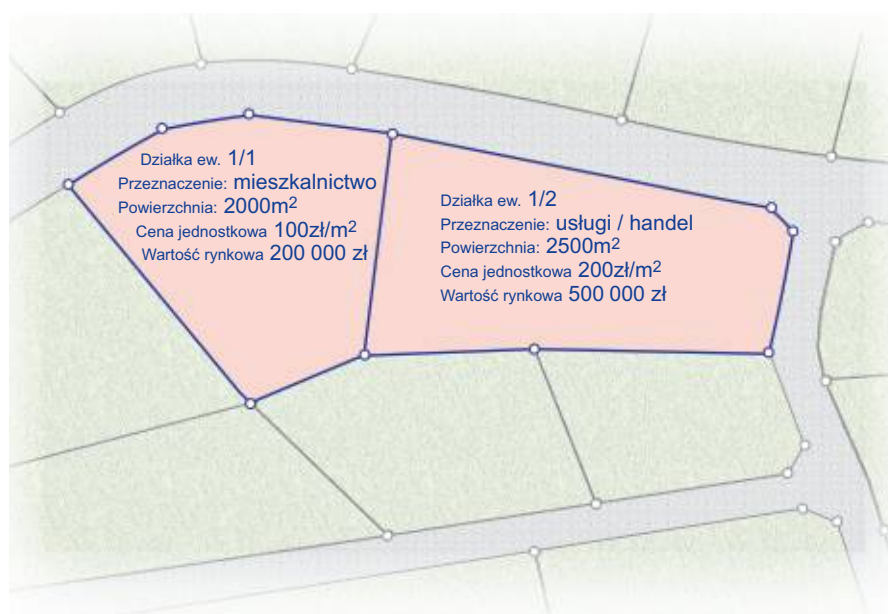 Działka ew. 1/1
Przeznaczenie: mieszkalnictwo
Powierzchnia: 2000m²
Cena jednostkowa 100zł/m²
Wartość rynkowa 200 000 zł
Działka ew. 1/2
Przeznaczenie: usługi / handel
Powierzchnia: 2500m²
Cena jednostkowa 200zł/m²
Wartość rynkowa 500 000 zł